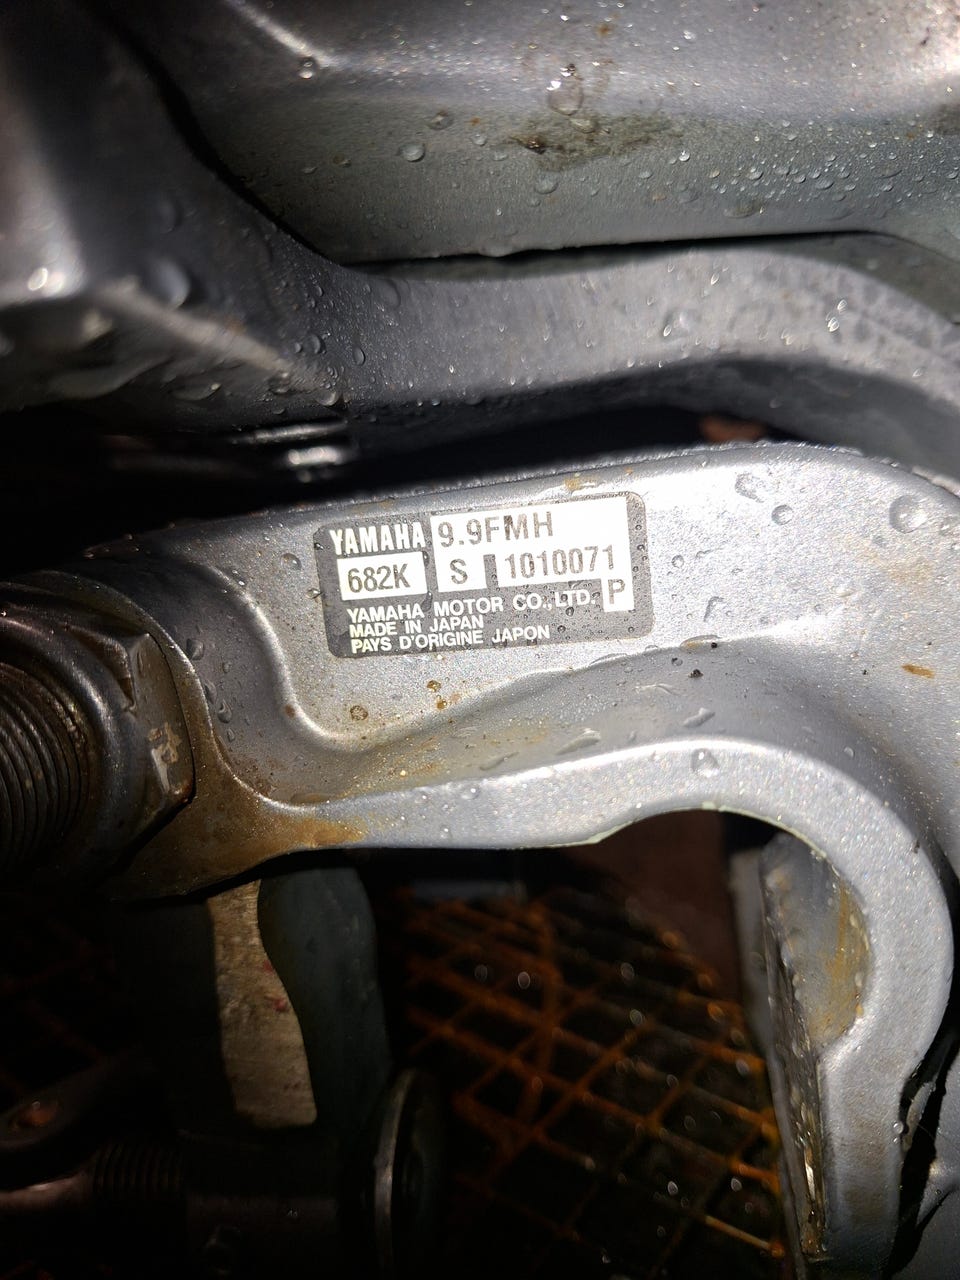 YAMAHA 9.9FMH
682K S 1010071
YAMAHA MOTOR CO.,LTD. P
MADE IN JAPAN
PAYS D'ORIGINE JAPON